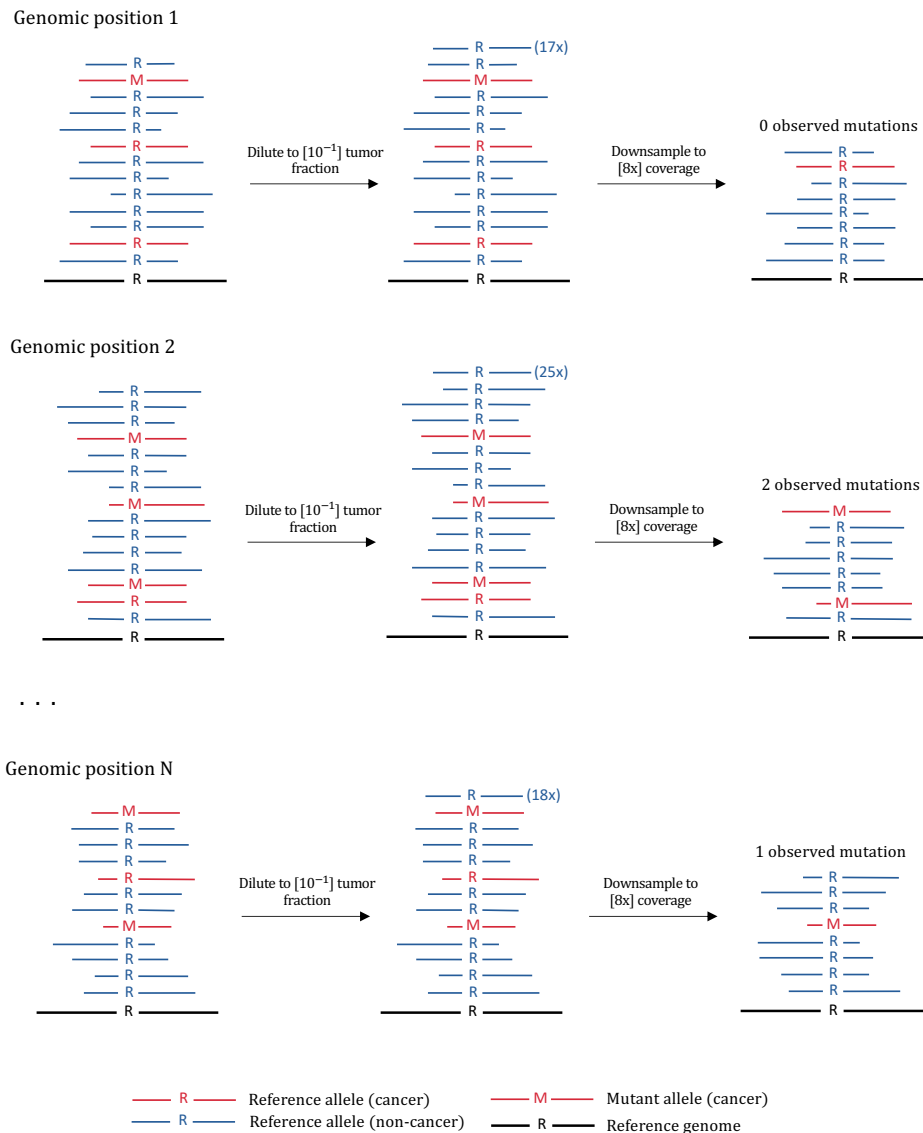 Genomic position 1
R
M
R
R
R
R
R
R
R
R
R
R
R
R
Dilute to [10⁻¹] tumor
fraction
R (17x)
R
M
R
R
R
R
R
R
R
R
R
R
R
R
Downsample to
[8x] coverage
0 observed mutations
R
R
R
R
R
R
R
R
R
Genomic position 2
R
R
R
M
R
R
R
M
R
R
R
R
M
R
R
R
Dilute to [10⁻¹] tumor
fraction
R (25x)
R
R
R
M
R
R
R
M
R
R
R
R
M
R
R
R
Downsample to
[8x] coverage
2 observed mutations
M
R
R
R
R
R
M
R
R
. . .
Genomic position N
M
R
R
R
R
R
R
M
R
R
R
R
R
Dilute to [10⁻¹] tumor
fraction
R (18x)
M
R
R
R
R
R
R
M
R
R
R
R
R
Downsample to
[8x] coverage
1 observed mutation
R
R
R
M
R
R
R
R
R
R Reference allele (cancer)
R Reference allele (non-cancer)
M Mutant allele (cancer)
R Reference genome